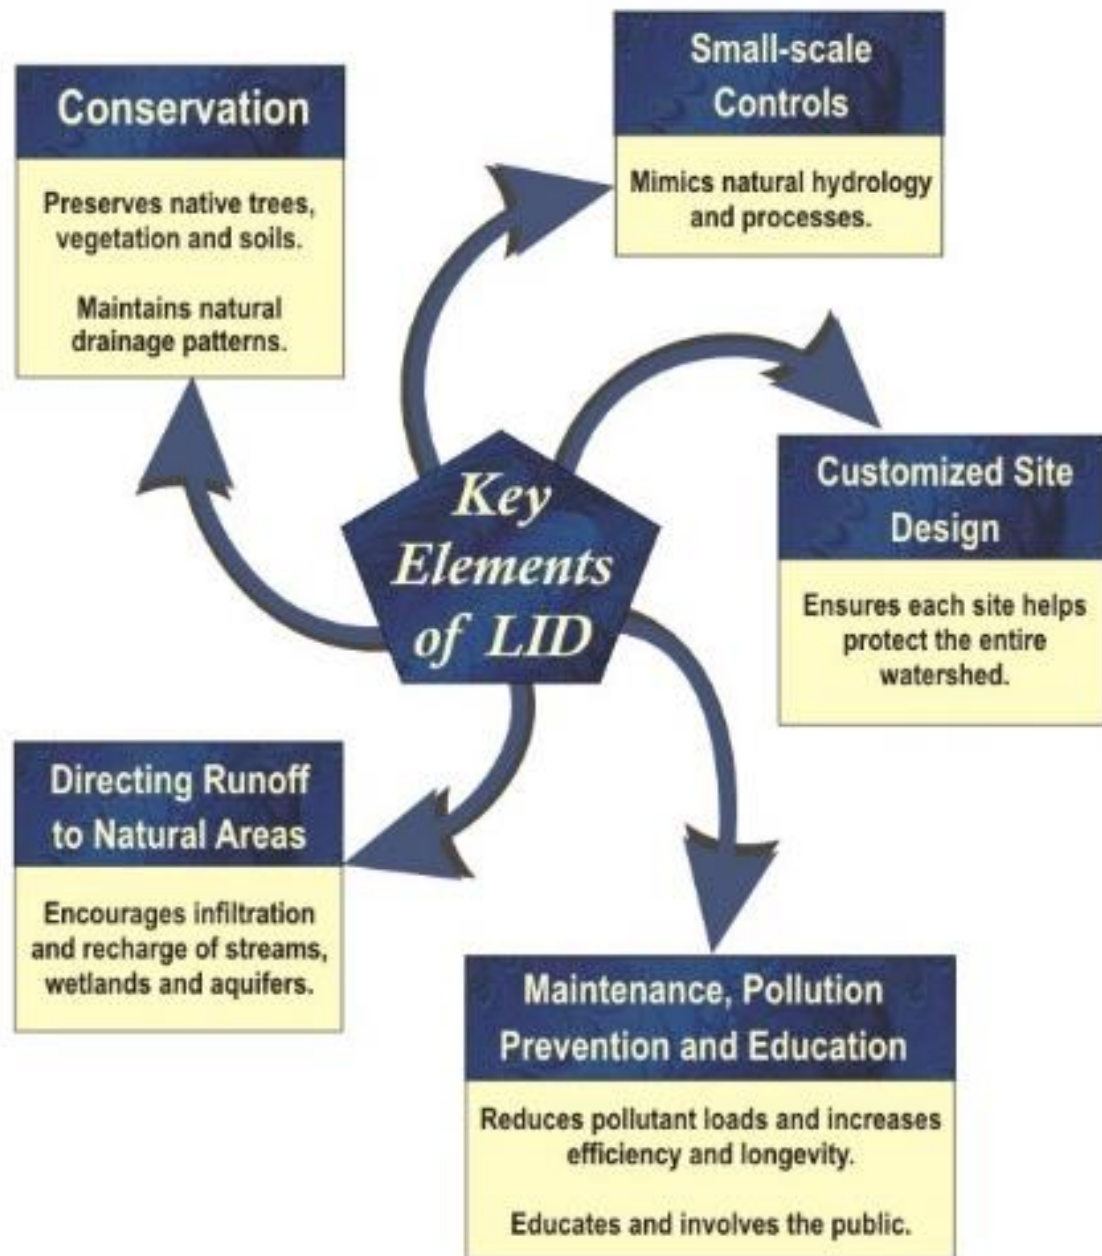 Conservation
Preserves native trees,
vegetation and soils.
Maintains natural
drainage patterns.
Small-scale
Controls
Mimics natural hydrology
and processes.
Customized Site
Design
Ensures each site helps
protect the entire
watershed.
Key
Elements
of LID
Directing Runoff
to Natural Areas
Encourages infiltration
and recharge of streams,
wetlands and aquifers.
Maintenance, Pollution
Prevention and Education
Reduces pollutant loads and increases
efficiency and longevity.
Educates and involves the public.